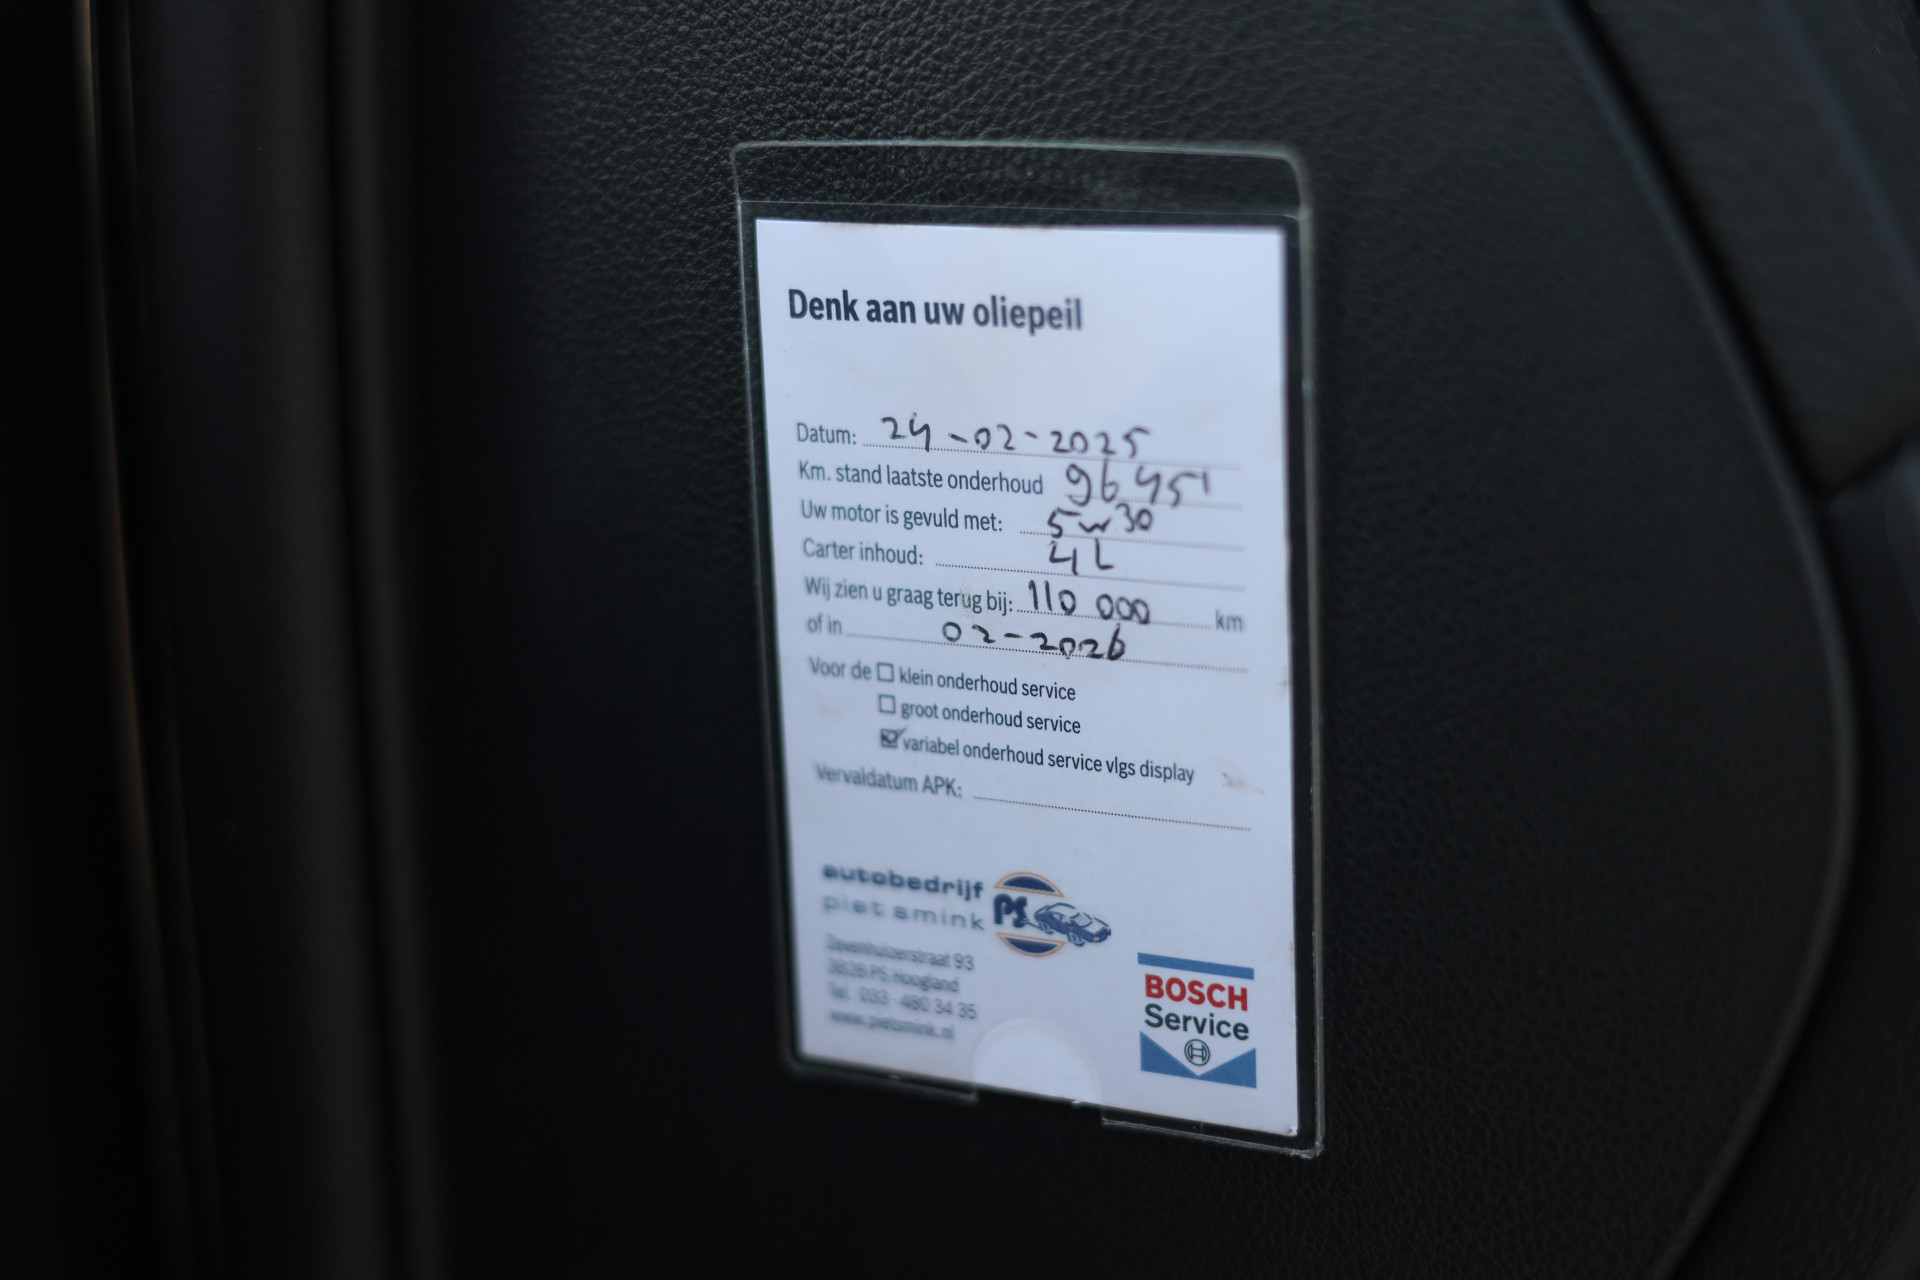 Denk aan uw oliepeil
Datum: 24-02-2025
Km. stand laatste onderhoud 96451
Uw motor is gevuld met: 5w30
Carter inhoud: 4L
Wij zien u graag terug bij: 110 000 km
of in 02-2026
Voor de ☐ klein onderhoud service
☐ groot onderhoud service
☑ variabel onderhoud service vlgs display
Vervaldatum APK:
autobedrijf
piet smink
PS
Zevenhuizerstraat 93
3828 PS Hoogland
Tel. 033 - 480 34 35
www.pietsmink.nl
BOSCH
Service